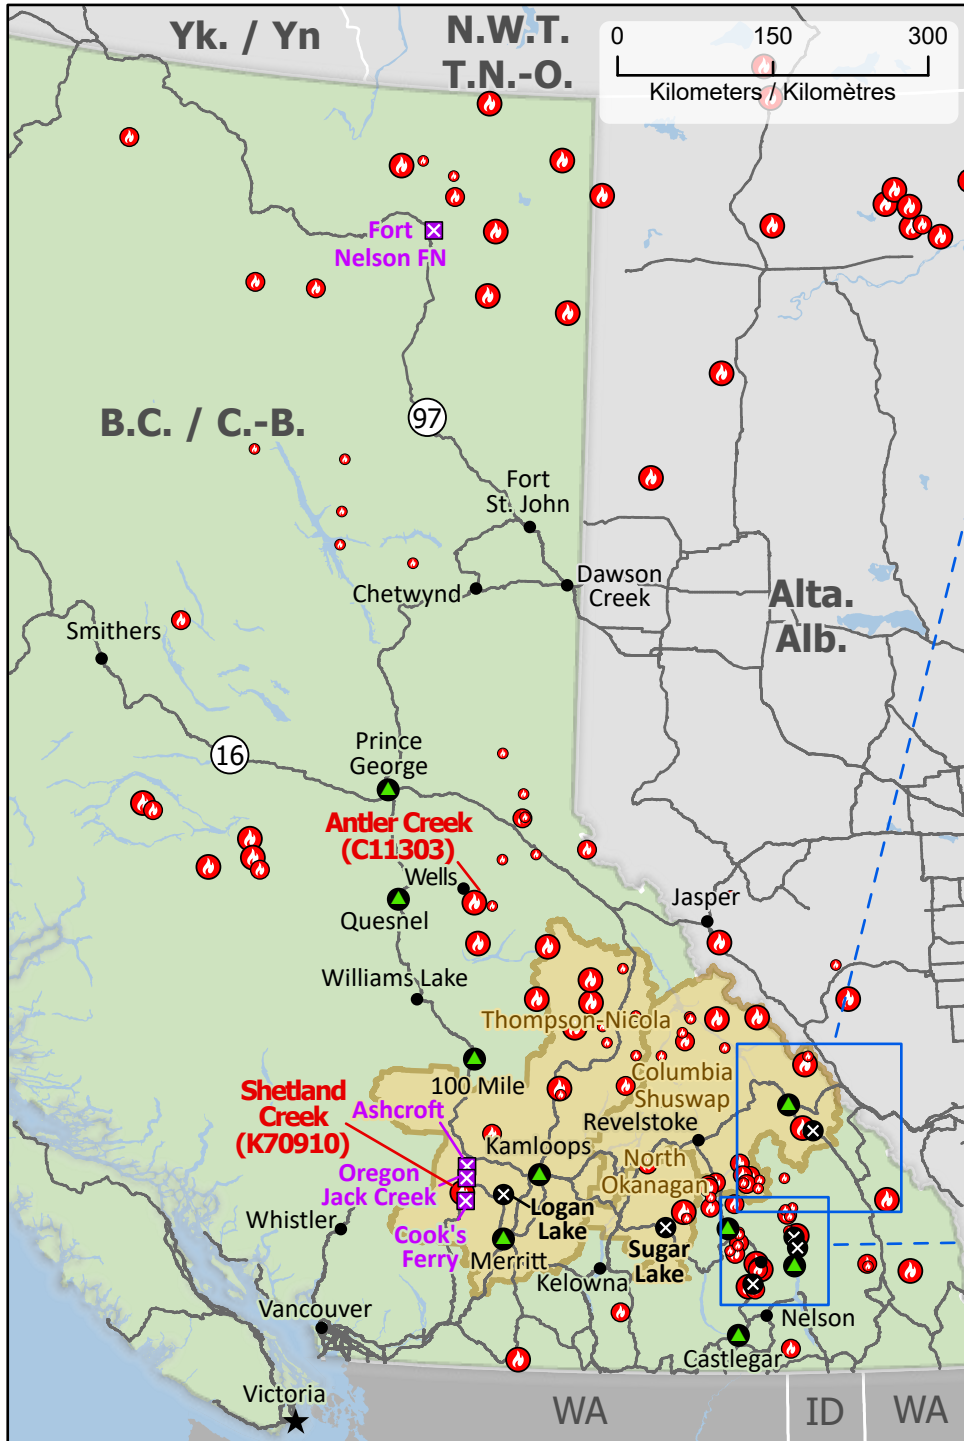 Yk. / Yn
N.W.T.
T.N.-O.
0 150 300
Kilometers / Kilomètres
Fort
Nelson FN
B.C. / C.-B.
97
Fort
St. John
Chetwynd
Dawson
Creek
Alta.
Alb.
Smithers
16
Prince
George
Antler Creek
(C11303)
Wells
Quesnel
Jasper
Williams Lake
Thompson-Nicola
100 Mile
Columbia
Shuswap
Shetland
Creek
(K70910)
Ashcroft
Revelstoke
Kamloops
Oregon
Jack Creek
North
Okanagan
Logan
Lake
Whistler
Cook's
Ferry
Merritt
Sugar
Lake
Kelowna
Vancouver
Nelson
Castlegar
Victoria
WA
ID
WA